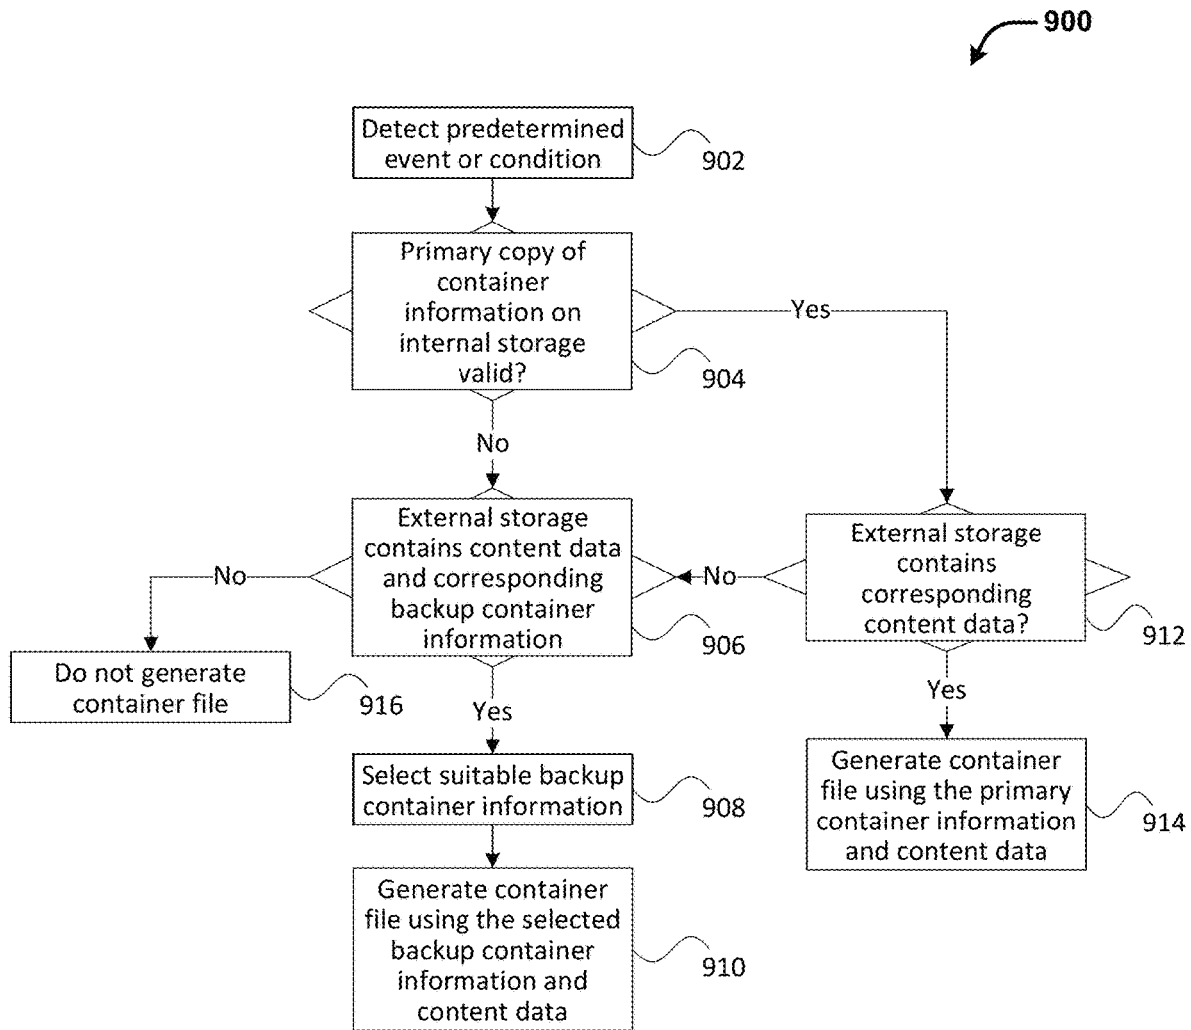 900
Detect predetermined
event or condition
902
Primary copy of
container
information on
internal storage
valid?
904
Yes
No
External storage
contains content data
and corresponding
backup container
information
906
No
External storage
contains
corresponding
content data?
912
No
Do not generate
container file
916
Yes
Yes
Select suitable backup
container information
908
Generate container
file using the primary
container information
and content data
914
Generate container
file using the selected
backup container
information and
content data
910